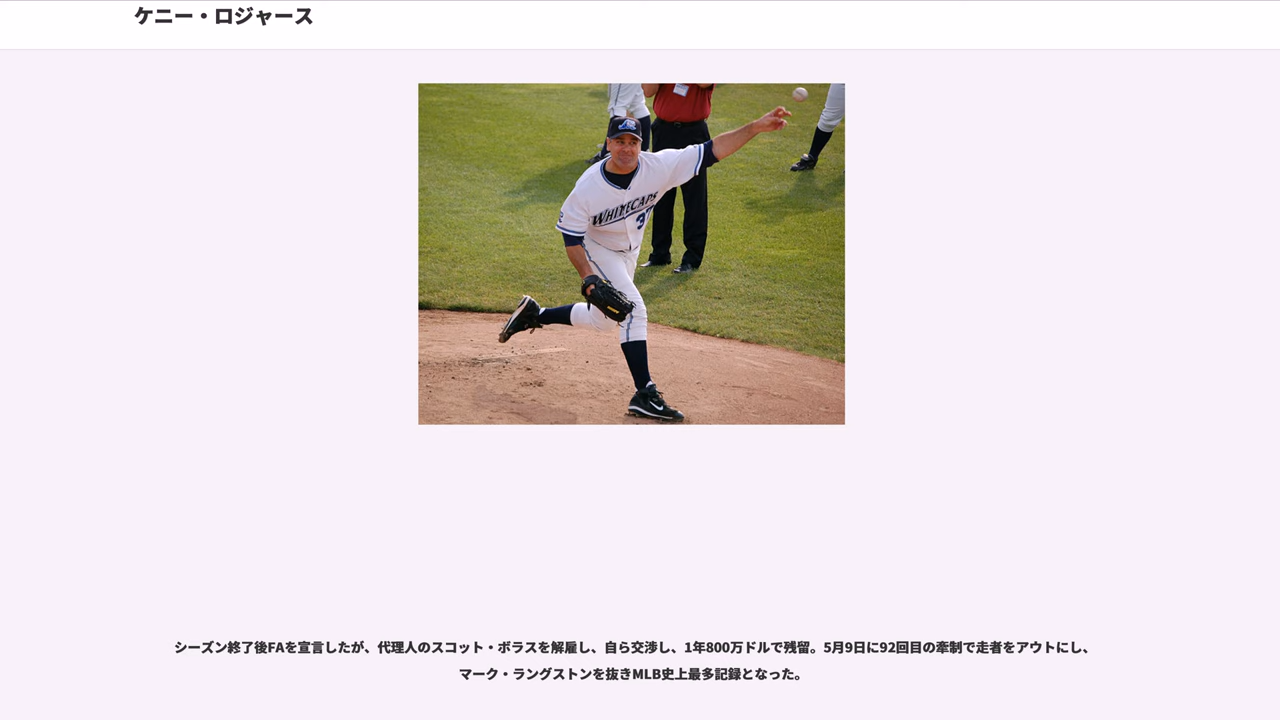 ケニー・ロジャース
WHITECAPS
シーズン終了後FAを宣言したが、代理人のスコット・ボラスを解雇し、自ら交渉し、1年800万ドルで残留。5月9日に92回目の牽制で走者をアウトにし、
マーク・ラングストンを抜きMLB史上最多記録となった。